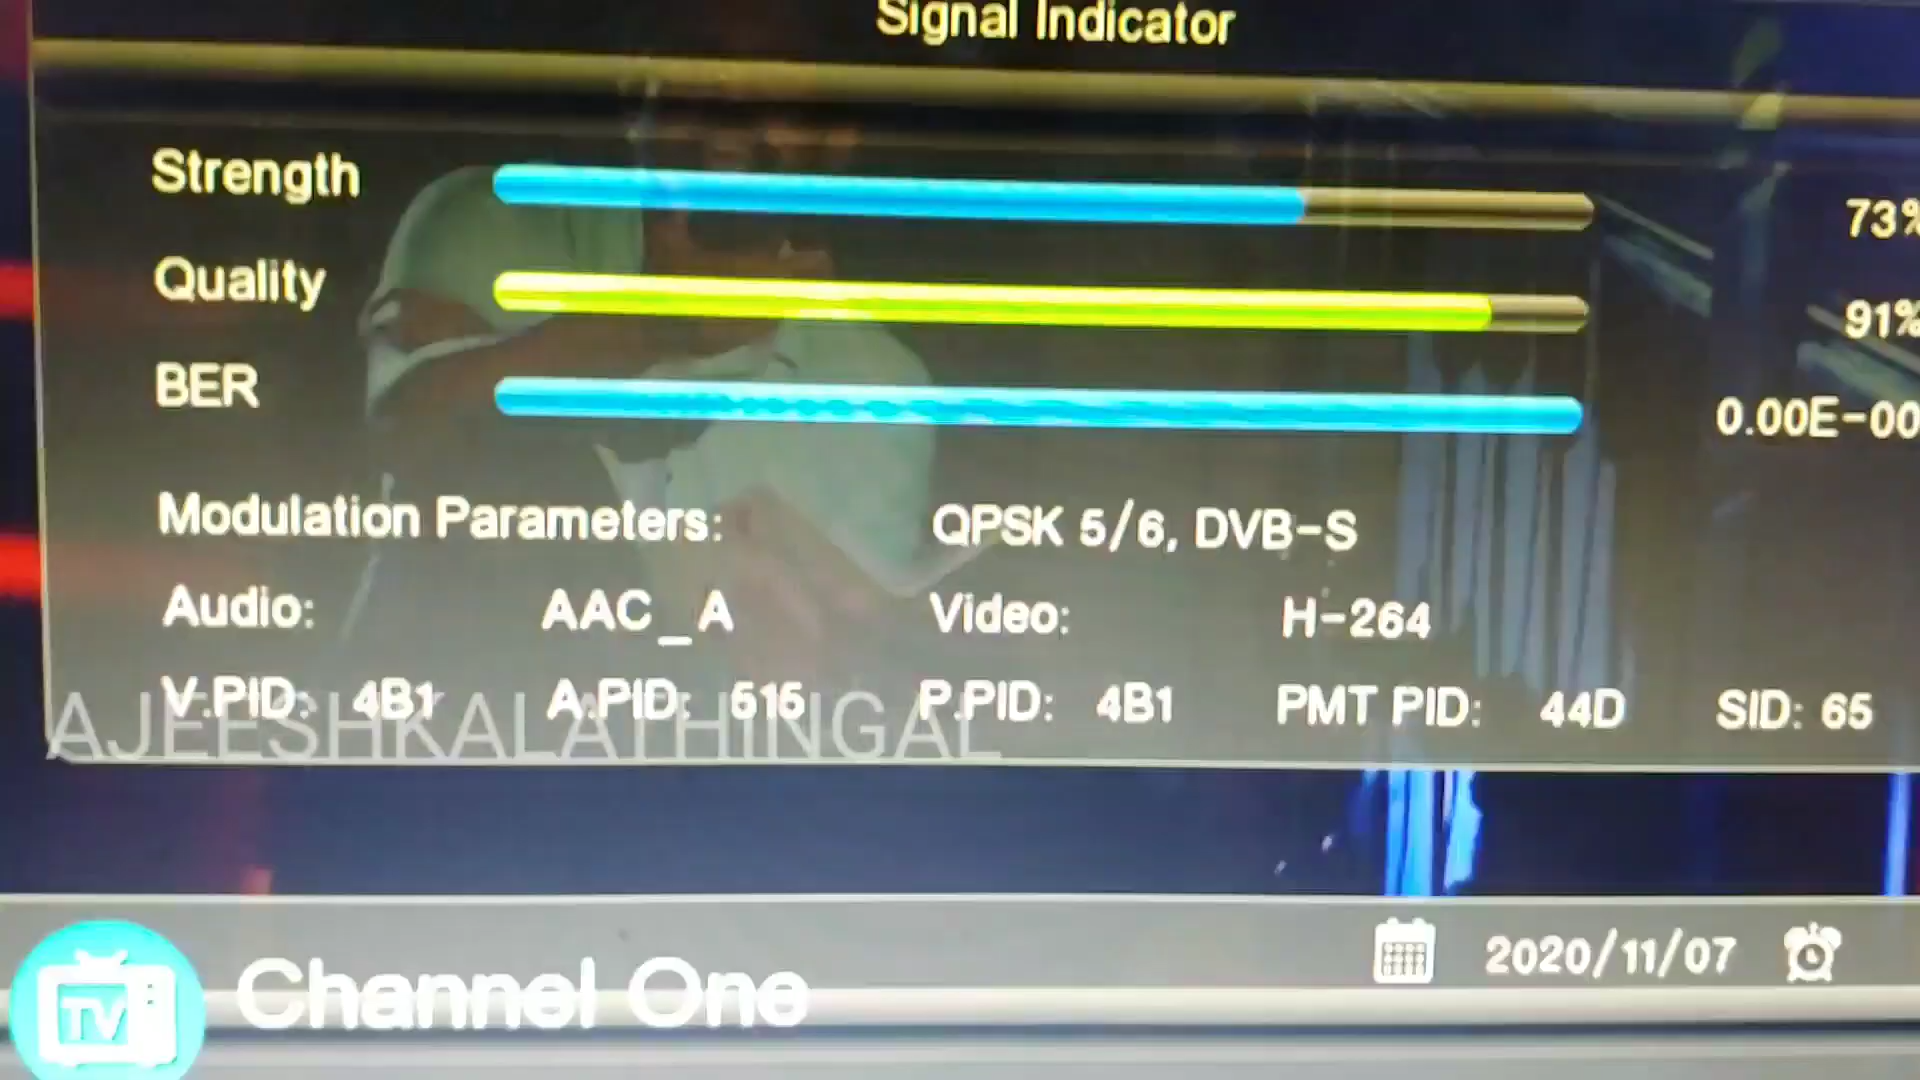 Signal Indicator
Strength 73%
Quality 91%
BER 0.00E-00
Modulation Parameters: QPSK 5/6, DVB-S
Audio: AAC_A Video: H-264
V.PID: 4B1 A.PID: 515 P.PID: 4B1 PMT PID: 44D SID: 65
AJEESHKALATHINGAL
2020/11/07
TV Channel One